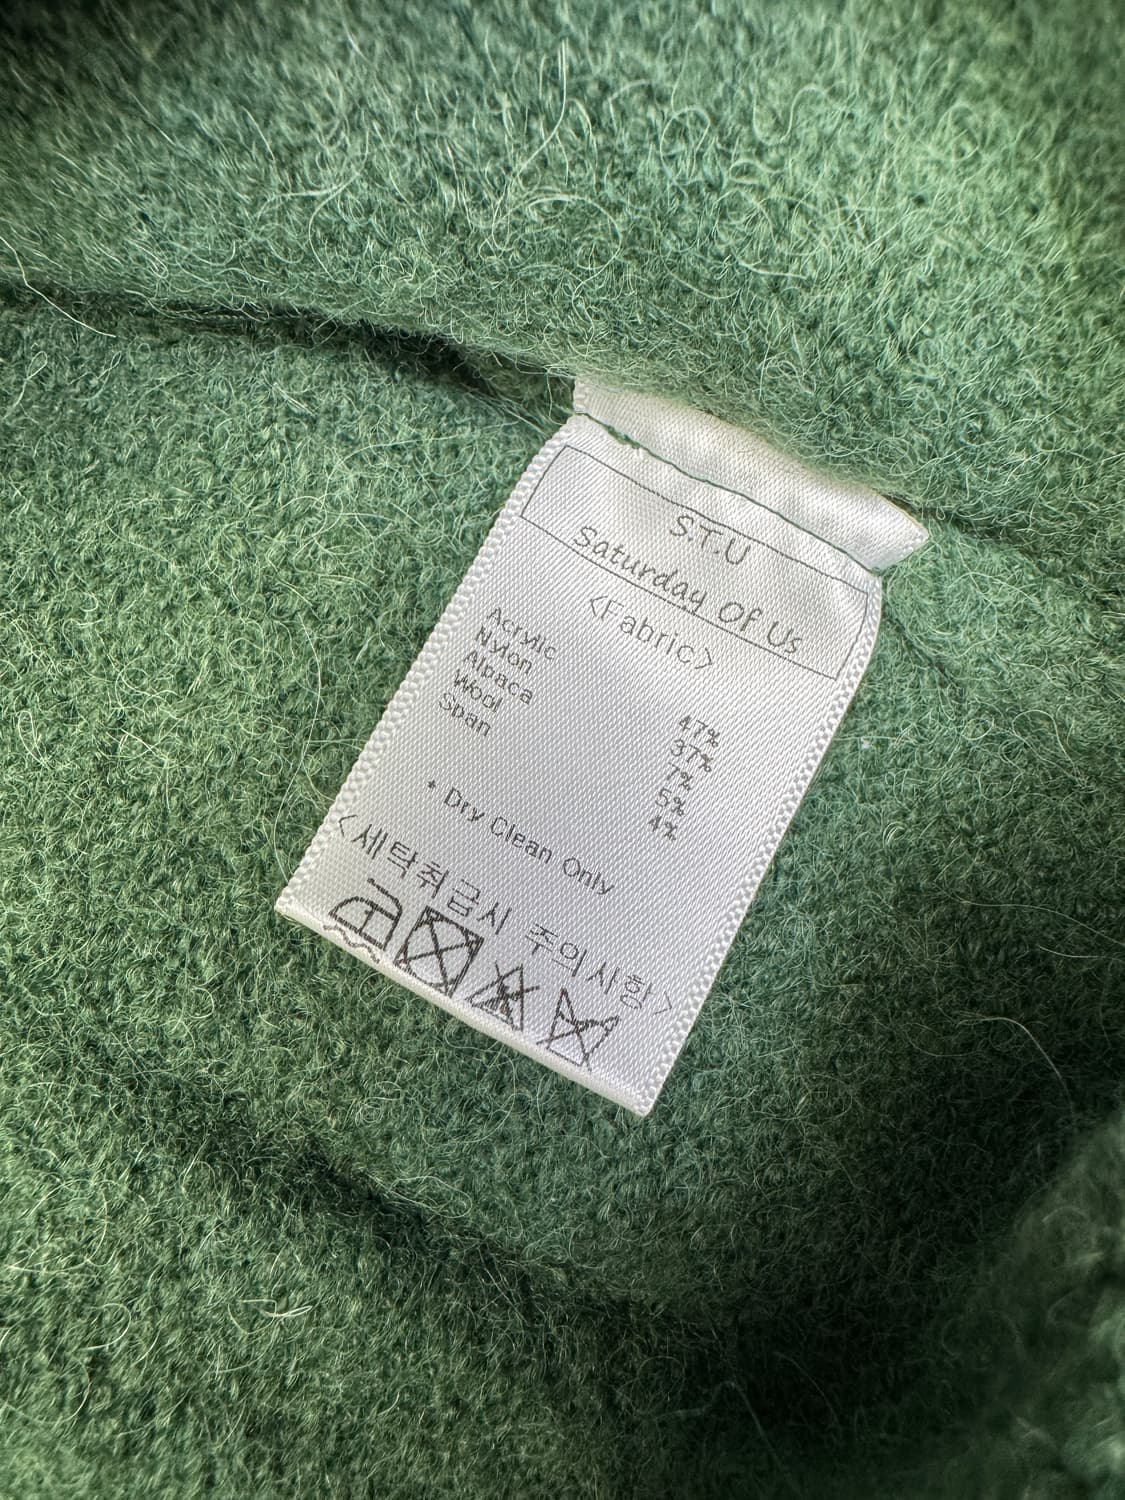 S.T.U
Saturday Of Us
<Fabric>
Acrylic 47%
Nylon 37%
Alpaca 7%
Wool 5%
Span 4%
* Dry Clean Only
<세탁취급시 주의사항>